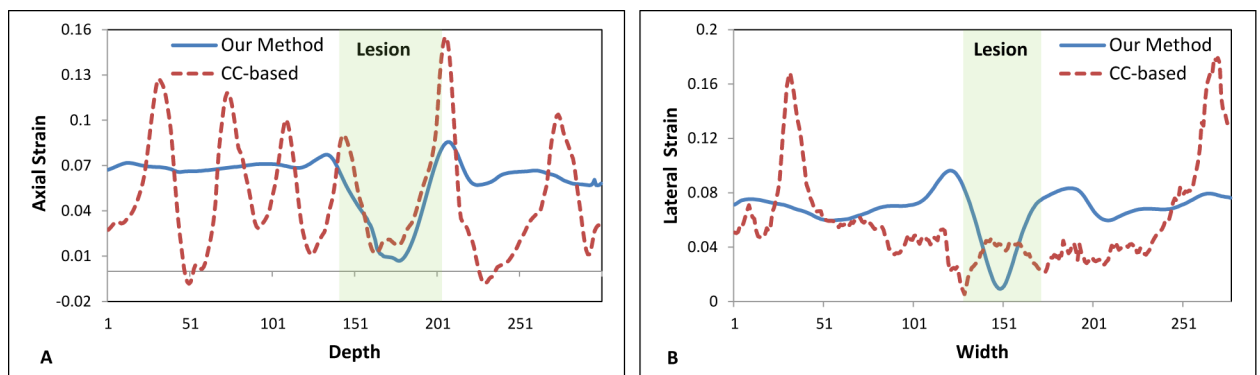 0.16
0.13
0.1
0.07
0.04
0.01
-0.02
Axial Strain
Our Method
CC-based
Lesion
1
51
101
151
201
251
Depth
A
0.2
0.16
0.12
0.08
0.04
0
Lateral Strain
Lesion
Our Method
CC-based
1
51
101
151
201
251
Width
B